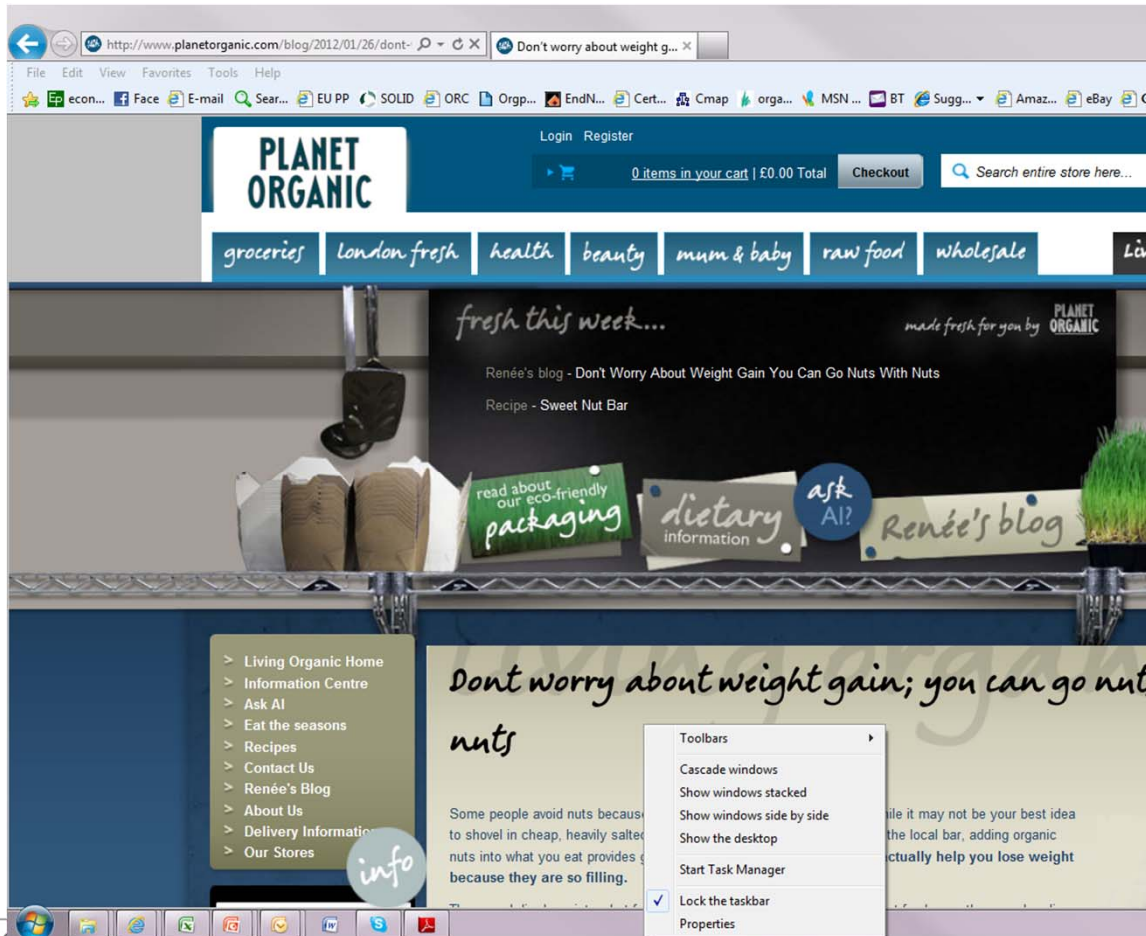 http://www.planetorganic.com/blog/2012/01/26/dont-
Don't worry about weight g...
File Edit View Favorites Tools Help
econ... Face E-mail Sear... EU PP SOLID ORC Orgp... EndN... Cert... Cmap orga... MSN ... BT Sugg... Amaz... eBay
PLANET
ORGANIC
Login Register
0 items in your cart | £0.00 Total
Checkout
Search entire store here...
groceries london fresh health beauty mum & baby raw food wholesale
fresh this week...
made fresh for you by PLANET ORGANIC
Renée's blog - Don't Worry About Weight Gain You Can Go Nuts With Nuts
Recipe - Sweet Nut Bar
read about
our eco-friendly
packaging
dietary
information
ask
AI?
Renée's blog
> Living Organic Home
> Information Centre
> Ask AI
> Eat the seasons
> Recipes
> Contact Us
> Renée's Blog
> About Us
> Delivery Information
> Our Stores
info
living organ
Dont worry about weight gain; you can go nut
nuts
Some people avoid nuts becaus
ile it may not be your best idea
to shovel in cheap, heavily salted
the local bar, adding organic
nuts into what you eat provides g
ctually help you lose weight
because they are so filling.
Toolbars
Cascade windows
Show windows stacked
Show windows side by side
Show the desktop
Start Task Manager
Lock the taskbar
Properties